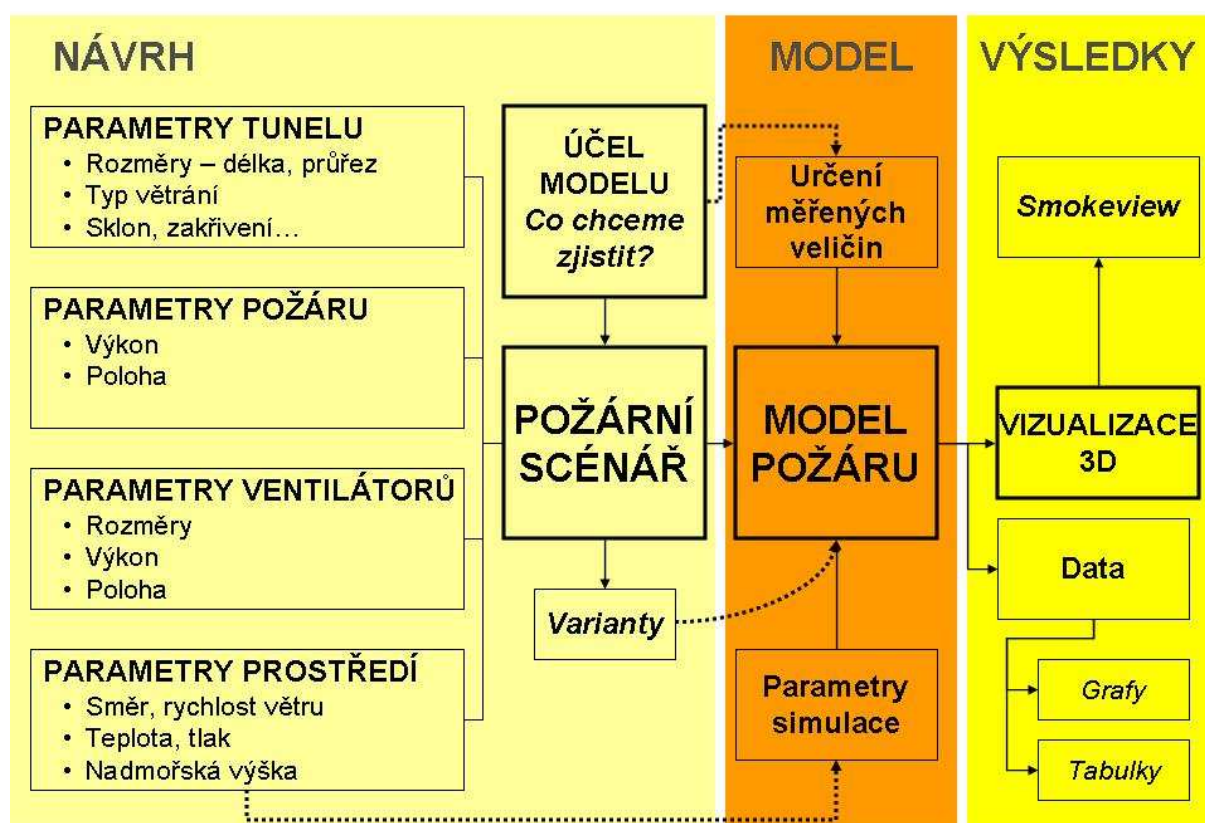 NÁVRH
PARAMETRY TUNELU
• Rozměry – délka, průřez
• Typ větrání
• Sklon, zakřivení…
PARAMETRY POŽÁRU
• Výkon
• Poloha
PARAMETRY VENTILÁTORŮ
• Rozměry
• Výkon
• Poloha
PARAMETRY PROSTŘEDÍ
• Směr, rychlost větru
• Teplota, tlak
• Nadmořská výška
ÚČEL
MODELU
Co chceme
zjistit?
POŽÁRNÍ
SCÉNÁŘ
Varianty
MODEL
Určení
měřených
veličin
MODEL
POŽÁRU
Parametry
simulace
VÝSLEDKY
Smokeview
VIZUALIZACE
3D
Data
Grafy
Tabulky